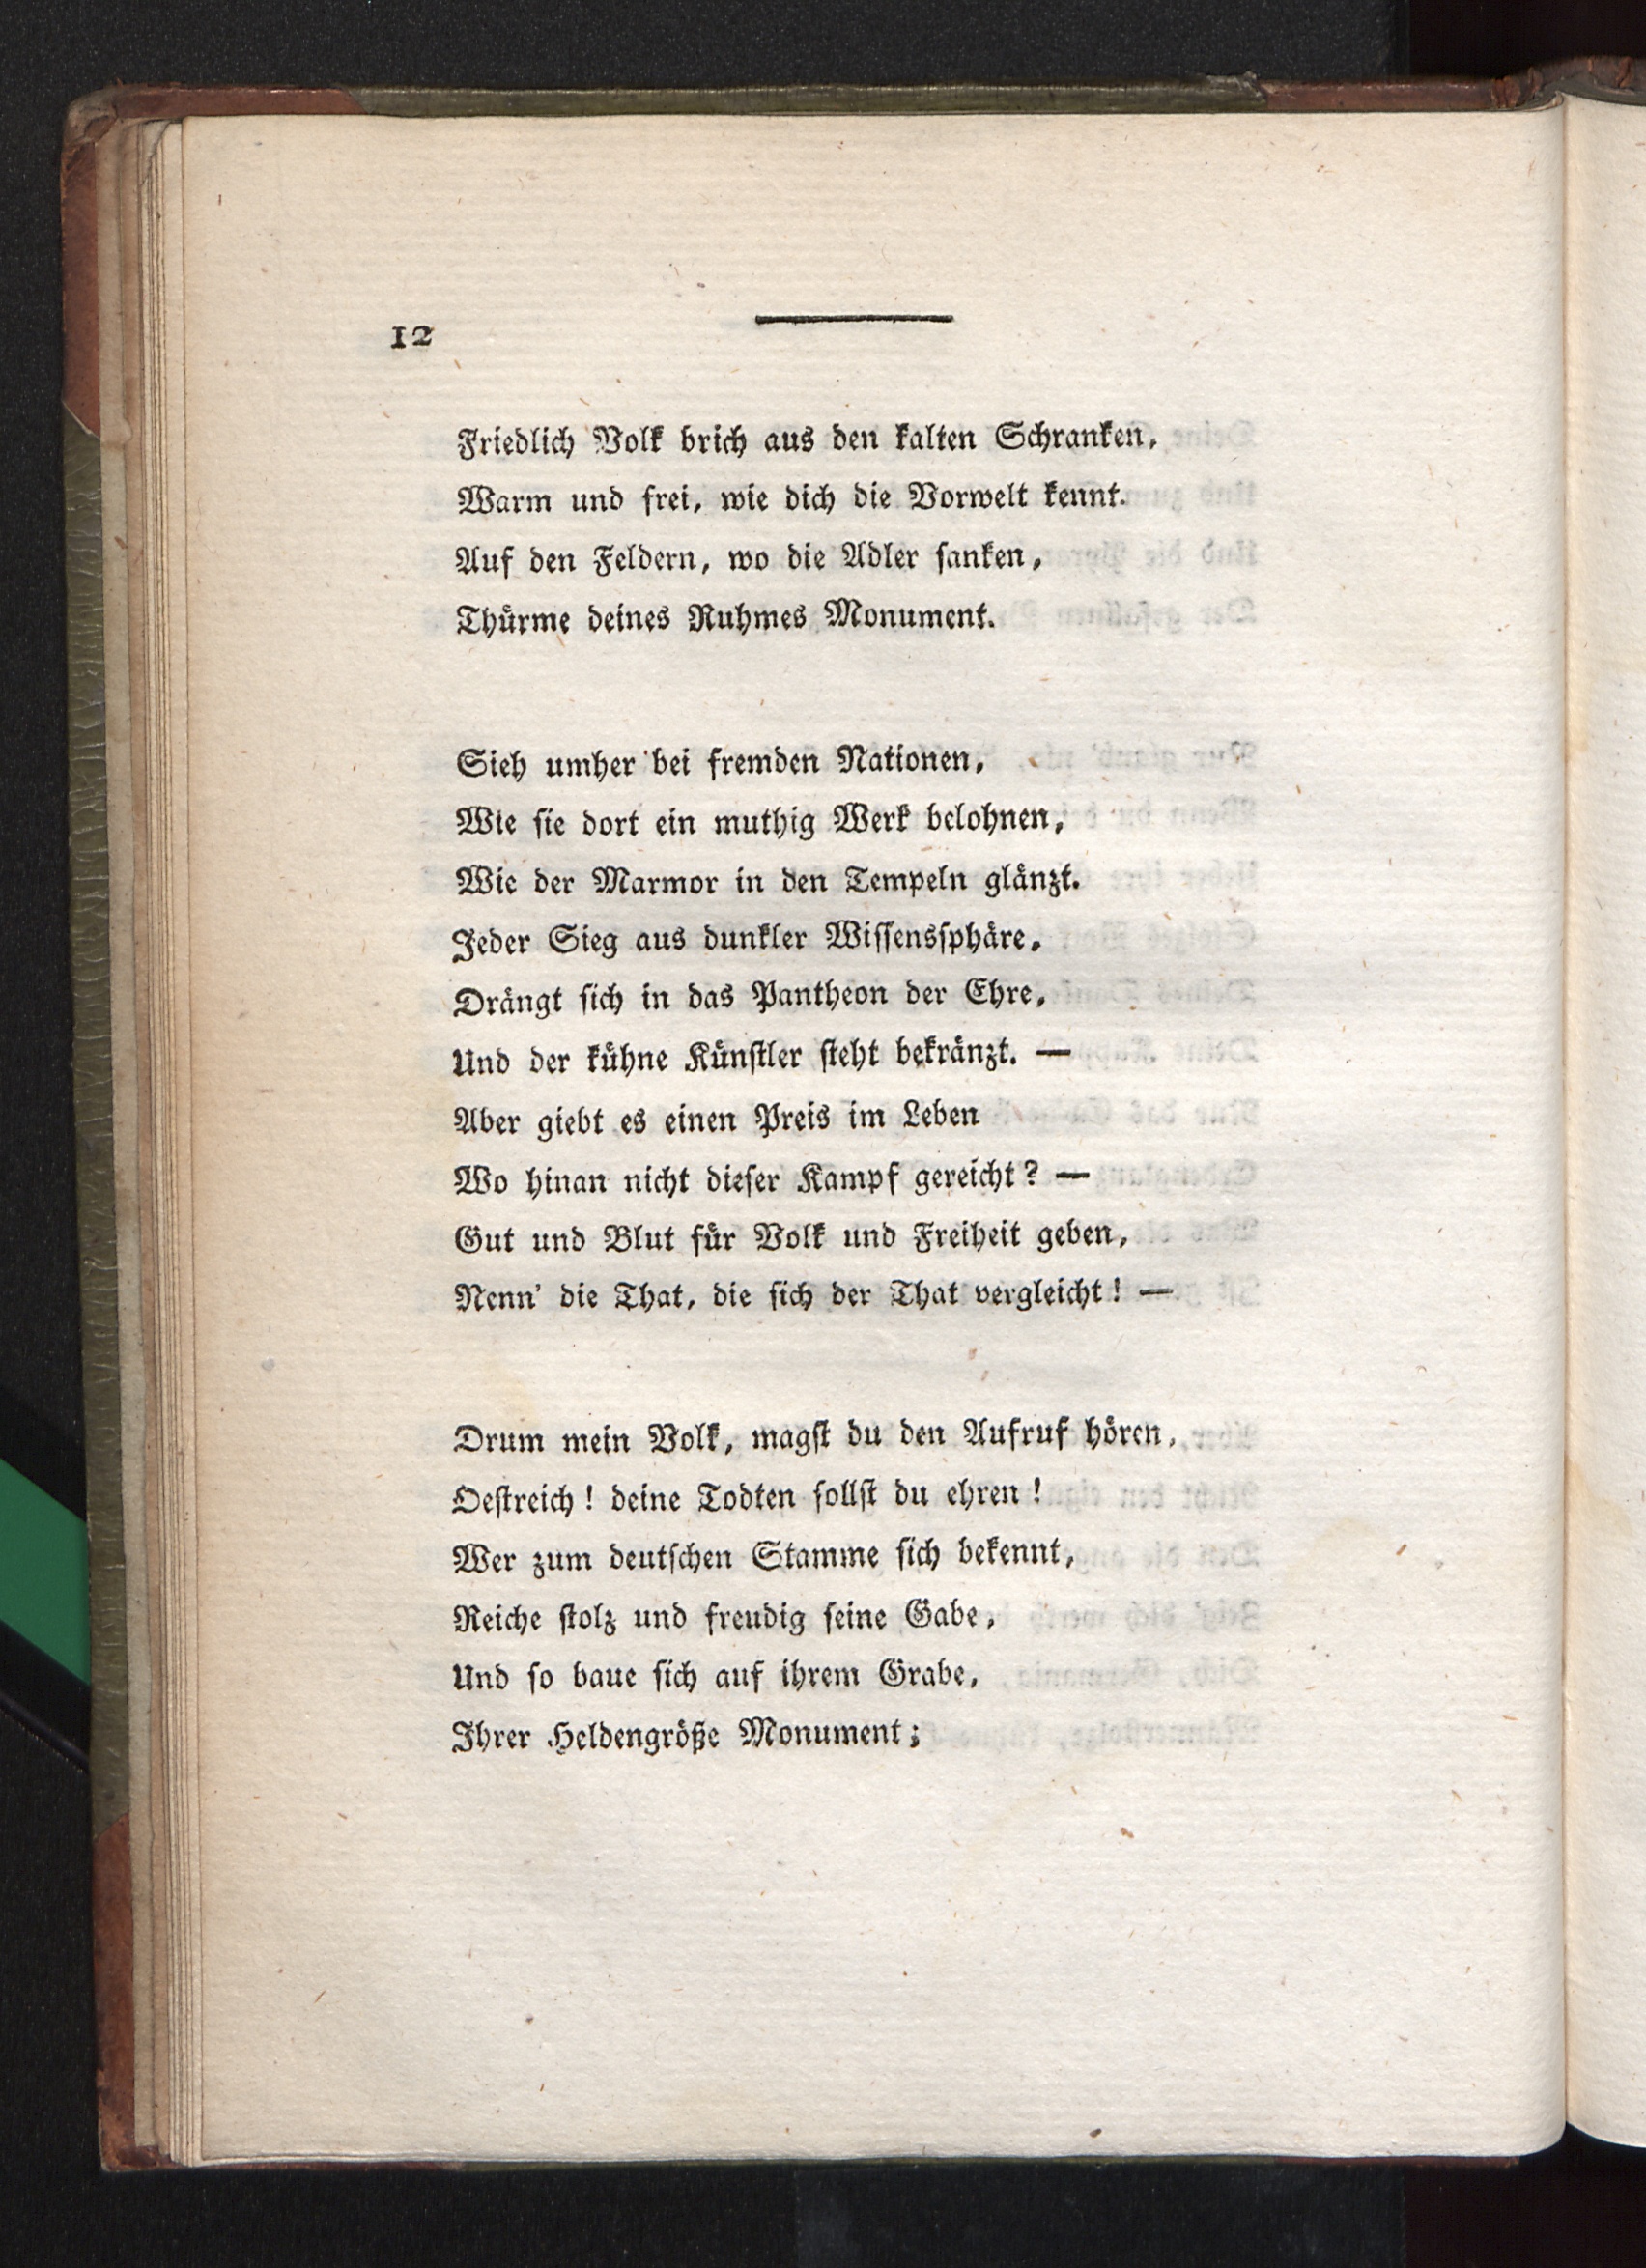 12
Friedlich Volk brich aus den kalten Schranken,
Warm und frei, wie dich die Vorwelt kennt.
Auf den Feldern, wo die Adler sanken,
Thürme deines Ruhmes Monument.
Sieh umher bei fremden Nationen,
Wie sie dort ein muthig Werk belohnen,
Wie der Marmor in den Tempeln glänzt.
Jeder Sieg aus dunkler Wissenssphäre,
Drängt sich in das Pantheon der Ehre,
Und der kühne Künstler steht bekränzt. —
Aber giebt es einen Preis im Leben
Wo hinan nicht dieser Kampf gereicht? —
Gut und Blut für Volk und Freiheit geben,
Nenn' die That, die sich der That vergleicht! —
Drum mein Volk, magst du den Aufruf hören,
Oestreich! deine Todten sollst du ehren!
Wer zum deutschen Stamme sich bekennt,
Reiche stolz und freudig seine Gabe,
Und so baue sich auf ihrem Grabe,
Ihrer Heldengröße Monument;